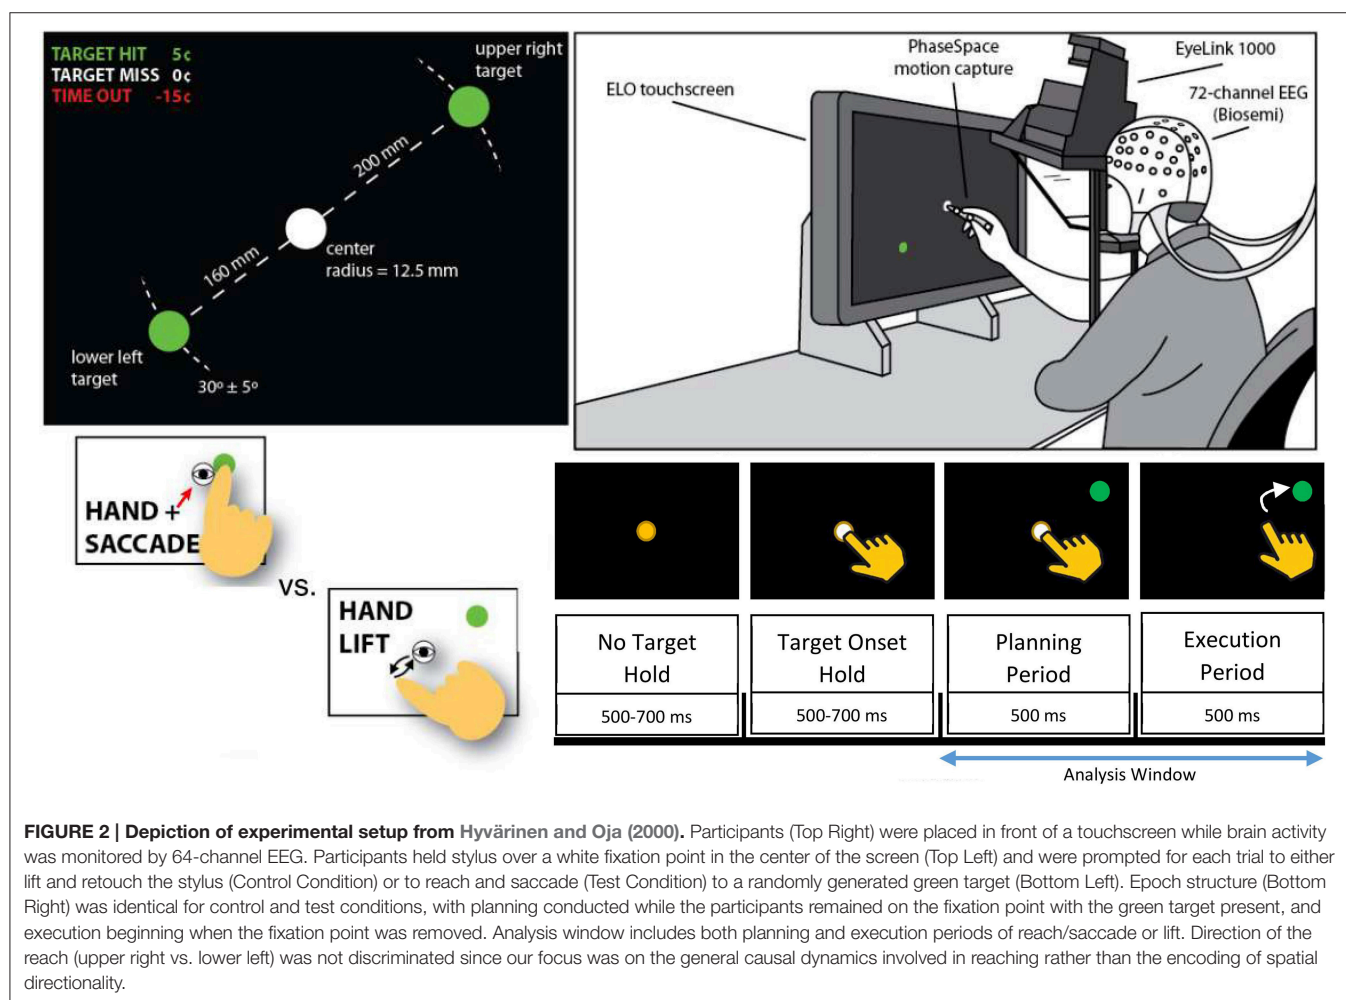 TARGET HIT 5¢
TARGET MISS 0¢
TIME OUT -15¢
upper right
target
200 mm
center
radius = 12.5 mm
160 mm
lower left
target
30º ± 5º
ELO touchscreen
PhaseSpace
motion capture
EyeLink 1000
72-channel EEG
(Biosemi)
HAND +
SACCADE
vs.
HAND
LIFT
No Target
Hold
500-700 ms
Target Onset
Hold
500-700 ms
Planning
Period
500 ms
Execution
Period
500 ms
Analysis Window
FIGURE 2 | Depiction of experimental setup from Hyvärinen and Oja (2000). Participants (Top Right) were placed in front of a touchscreen while brain activity
was monitored by 64-channel EEG. Participants held stylus over a white fixation point in the center of the screen (Top Left) and were prompted for each trial to either
lift and retouch the stylus (Control Condition) or to reach and saccade (Test Condition) to a randomly generated green target (Bottom Left). Epoch structure (Bottom
Right) was identical for control and test conditions, with planning conducted while the participants remained on the fixation point with the green target present, and
execution beginning when the fixation point was removed. Analysis window includes both planning and execution periods of reach/saccade or lift. Direction of the
reach (upper right vs. lower left) was not discriminated since our focus was on the general causal dynamics involved in reaching rather than the encoding of spatial
directionality.